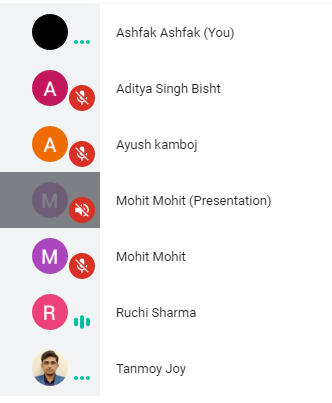 Ashfak Ashfak (You)
A Aditya Singh Bisht
A Ayush kamboj
M Mohit Mohit (Presentation)
M Mohit Mohit
R Ruchi Sharma
Tanmoy Joy